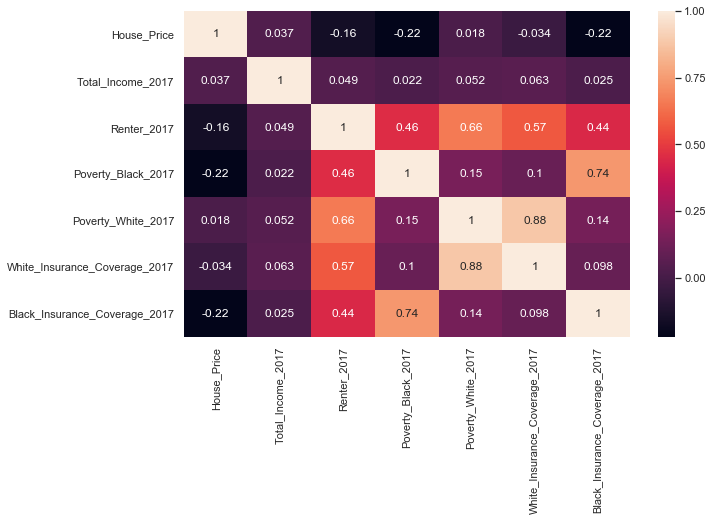 House_Price 1 0.037 -0.16 -0.22 0.018 -0.034 -0.22
Total_Income_2017 0.037 1 0.049 0.022 0.052 0.063 0.025
Renter_2017 -0.16 0.049 1 0.46 0.66 0.57 0.44
Poverty_Black_2017 -0.22 0.022 0.46 1 0.15 0.1 0.74
Poverty_White_2017 0.018 0.052 0.66 0.15 1 0.88 0.14
White_Insurance_Coverage_2017 -0.034 0.063 0.57 0.1 0.88 1 0.098
Black_Insurance_Coverage_2017 -0.22 0.025 0.44 0.74 0.14 0.098 1
House_Price
Total_Income_2017
Renter_2017
Poverty_Black_2017
Poverty_White_2017
White_Insurance_Coverage_2017
Black_Insurance_Coverage_2017
1.00
0.75
0.50
0.25
0.00